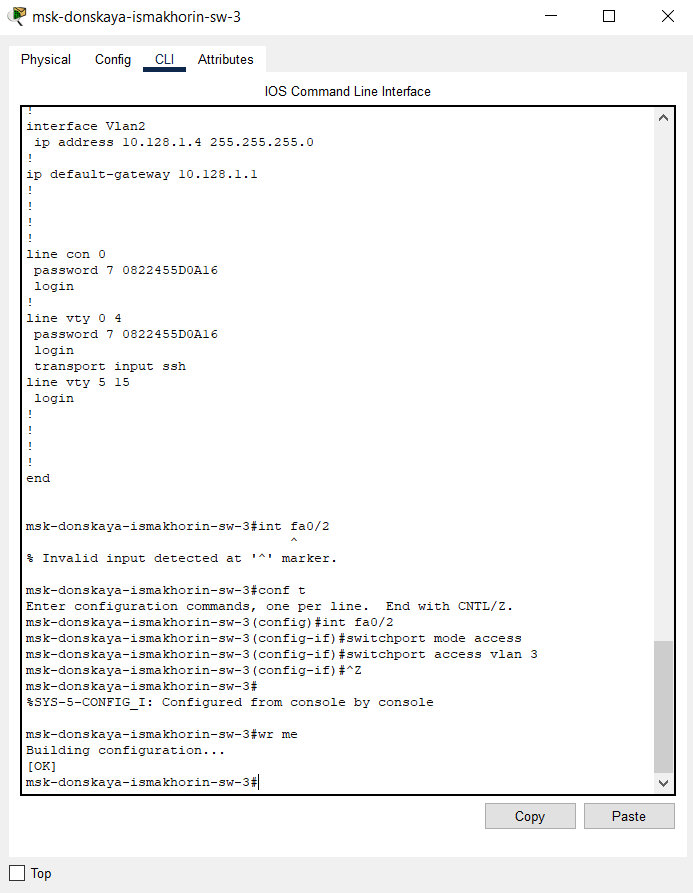 msk-donskaya-ismakhorin-sw-3
Physical Config CLI Attributes
IOS Command Line Interface
!
interface Vlan2
 ip address 10.128.1.4 255.255.255.0
!
ip default-gateway 10.128.1.1
!
!
!
!
line con 0
 password 7 0822455D0A16
 login
!
line vty 0 4
 password 7 0822455D0A16
 login
 transport input ssh
line vty 5 15
 login
!
!
!
!
end
msk-donskaya-ismakhorin-sw-3#int fa0/2
^
% Invalid input detected at '^' marker.
msk-donskaya-ismakhorin-sw-3#conf t
Enter configuration commands, one per line.  End with CNTL/Z.
msk-donskaya-ismakhorin-sw-3(config)#int fa0/2
msk-donskaya-ismakhorin-sw-3(config-if)#switchport mode access
msk-donskaya-ismakhorin-sw-3(config-if)#switchport access vlan 3
msk-donskaya-ismakhorin-sw-3(config-if)#^Z
msk-donskaya-ismakhorin-sw-3#
%SYS-5-CONFIG_I: Configured from console by console
msk-donskaya-ismakhorin-sw-3#wr me
Building configuration...
[OK]
msk-donskaya-ismakhorin-sw-3#
Copy Paste
Top